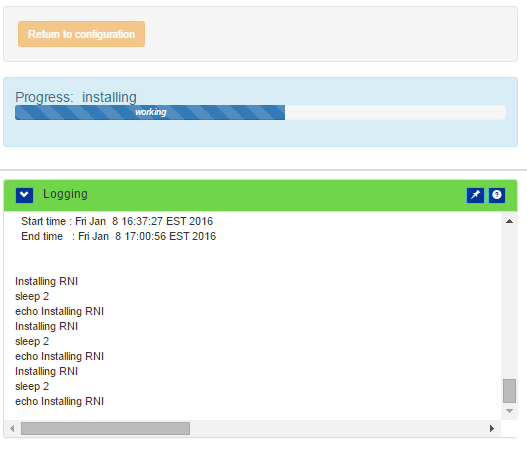 Return to configuration
Progress: installing
working
Logging
Start time : Fri Jan  8 16:37:27 EST 2016
End time   : Fri Jan  8 17:00:56 EST 2016
Installing RNI
sleep 2
echo Installing RNI
Installing RNI
sleep 2
echo Installing RNI
Installing RNI
sleep 2
echo Installing RNI